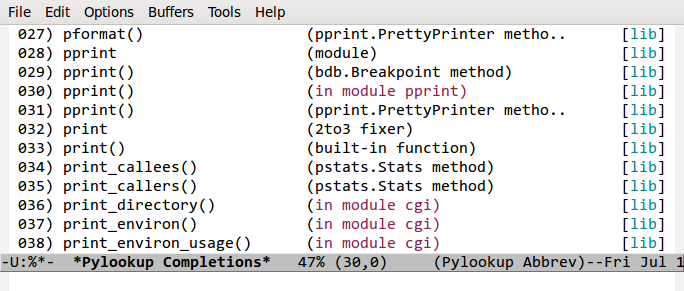 File Edit Options Buffers Tools Help
027) pformat() (pprint.PrettyPrinter metho.. [lib]
028) pprint (module) [lib]
029) pprint() (bdb.Breakpoint method) [lib]
030) pprint() (in module pprint) [lib]
031) pprint() (pprint.PrettyPrinter metho.. [lib]
032) print (2to3 fixer) [lib]
033) print() (built-in function) [lib]
034) print_callees() (pstats.Stats method) [lib]
035) print_callers() (pstats.Stats method) [lib]
036) print_directory() (in module cgi) [lib]
037) print_environ() (in module cgi) [lib]
038) print_environ_usage() (in module cgi) [lib]
-U:%*- *Pylookup Completions* 47% (30,0) (Pylookup Abbrev)--Fri Jul 1